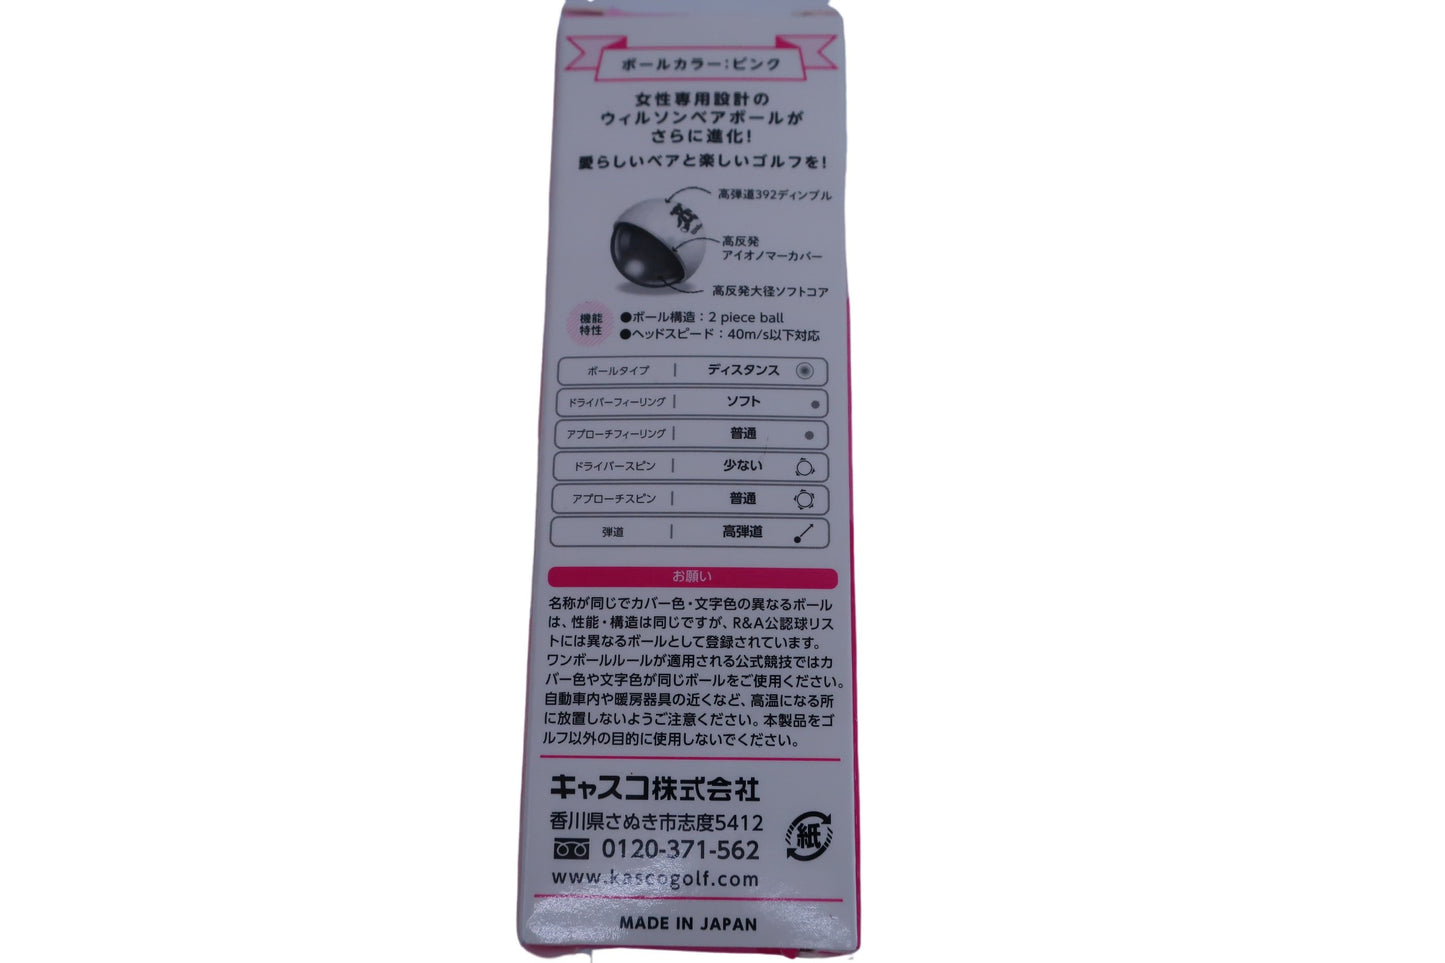 ボールカラー：ピンク
女性専用設計の
ウィルソンベアボールが
さらに進化！
愛らしいベアと楽しいゴルフを！
高弾道392ディンプル
高反発
アイオノマーカバー
高反発大径ソフトコア
機能
特性
●ボール構造：2 piece ball
●ヘッドスピード：40m/s以下対応
ボールタイプ | ディスタンス
ドライバーフィーリング | ソフト
アプローチフィーリング | 普通
ドライバースピン | 少ない
アプローチスピン | 普通
弾道 | 高弾道
お願い
名称が同じでカバー色・文字色の異なるボール
は、性能・構造は同じですが、R&A公認球リス
トには異なるボールとして登録されています。
ワンボールルールが適用される公式競技ではカ
バー色や文字色が同じボールをご使用ください。
自動車内や暖房器具の近くなど、高温になる所
に放置しないようご注意ください。本製品をゴ
ルフ以外の目的に使用しないでください。
キャスコ株式会社
香川県さぬき市志度5412
0120-371-562
www.kascogolf.com
紙
MADE IN JAPAN